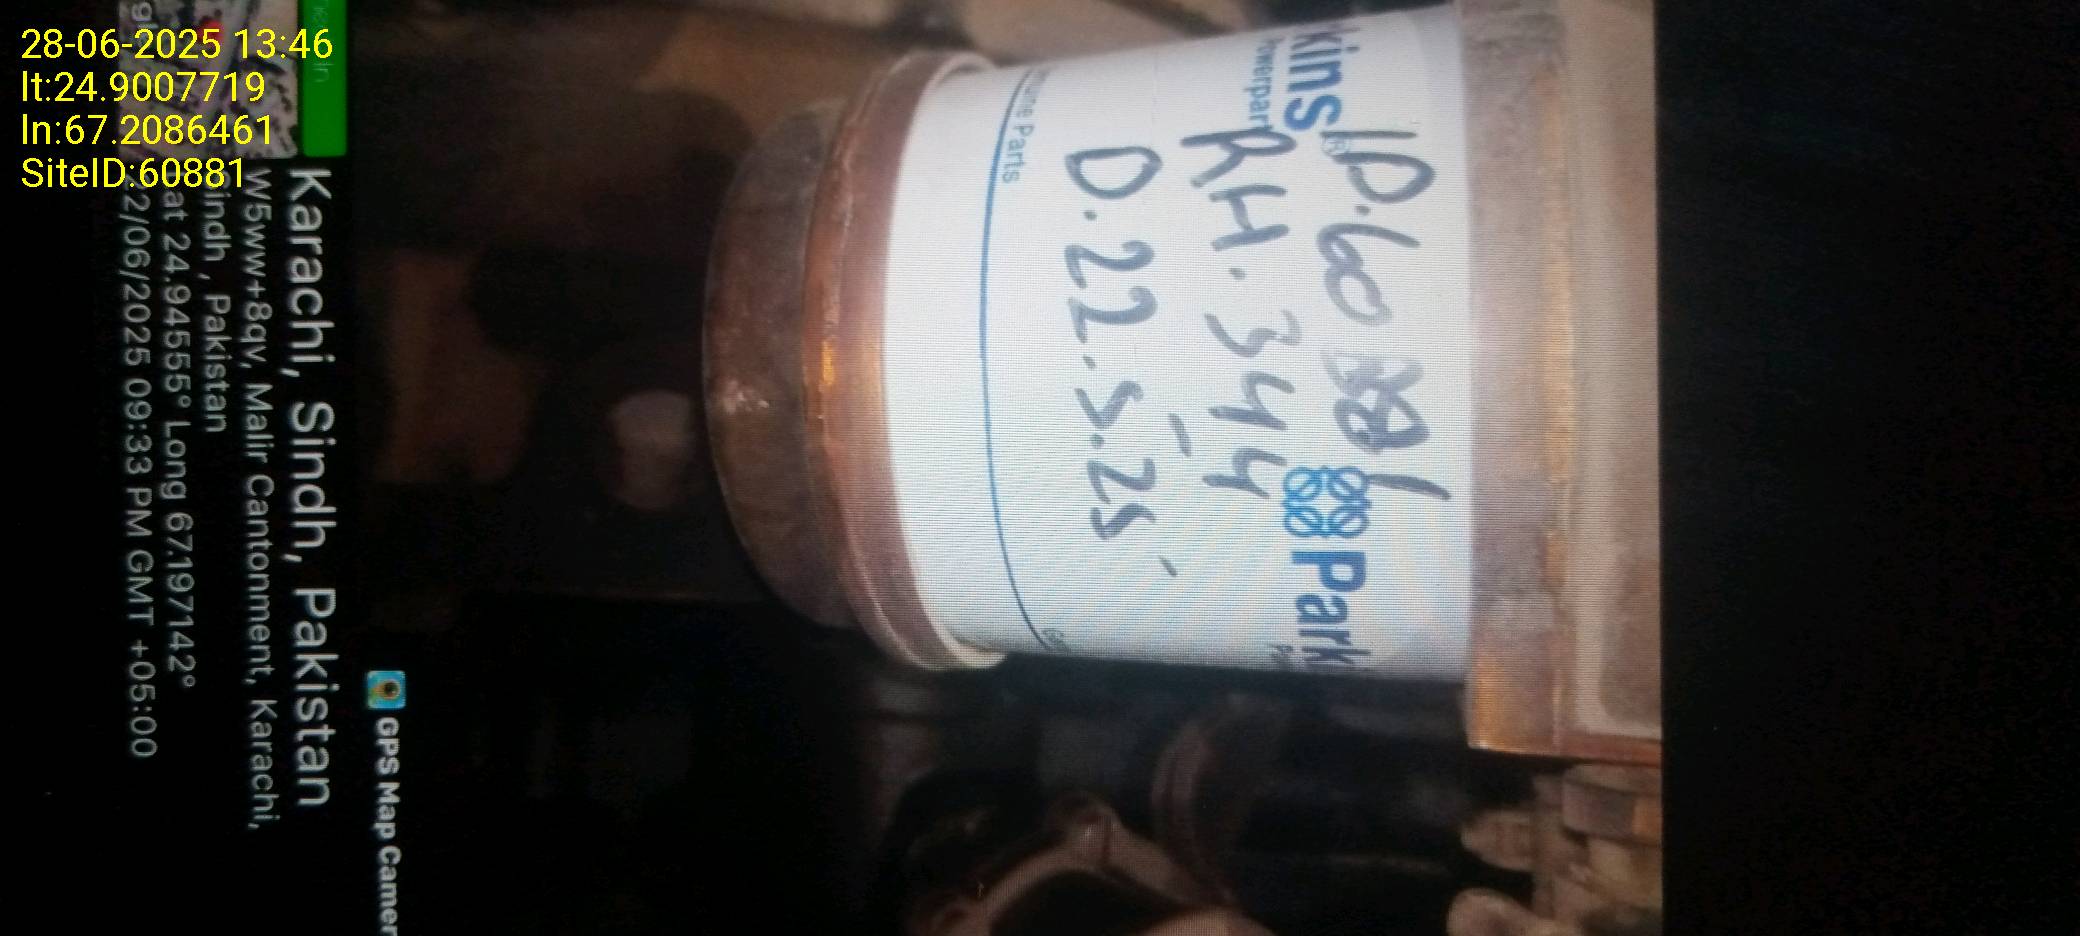 28-06-2025 13:46
lt:24.9007719
ln:67.2086461
SiteID:60881
kins
Powerpar
Park
RH.344
D.22.5.25
Parts
GPS Map Camer
Karachi, Sindh, Pakistan
W5ww+8qv, Malir Cantonment, Karachi,
Sindh, Pakistan
Lat 24.94555° Long 67.197142°
22/06/2025 09:33 PM GMT +05:00